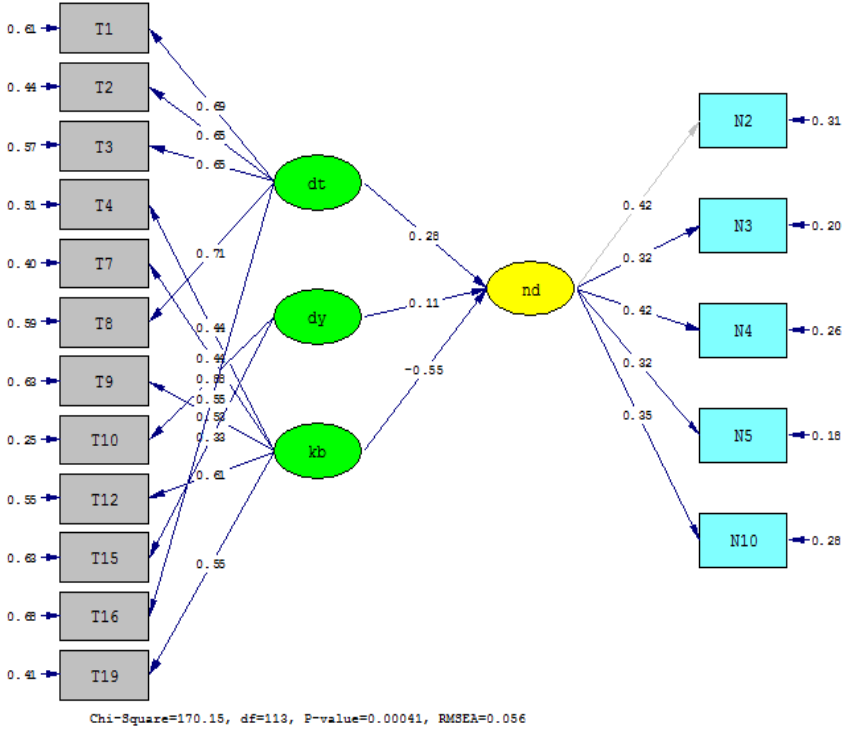 0.61 T1
0.44 T2
0.57 T3
0.51 T4
0.40 T7
0.59 T8
0.63 T9
0.25 T10
0.55 T12
0.63 T15
0.68 T16
0.41 T19
0.69
0.65
0.65
0.71
0.44
0.44
0.55
0.33
0.61
0.55
dt
dy
kb
0.28
0.11
-0.55
nd
0.42
0.32
0.42
0.32
0.35
N2 0.31
N3 0.20
N4 0.26
N5 0.18
N10 0.28
Chi-Square=170.15, df=113, P-value=0.00041, RMSEA=0.056